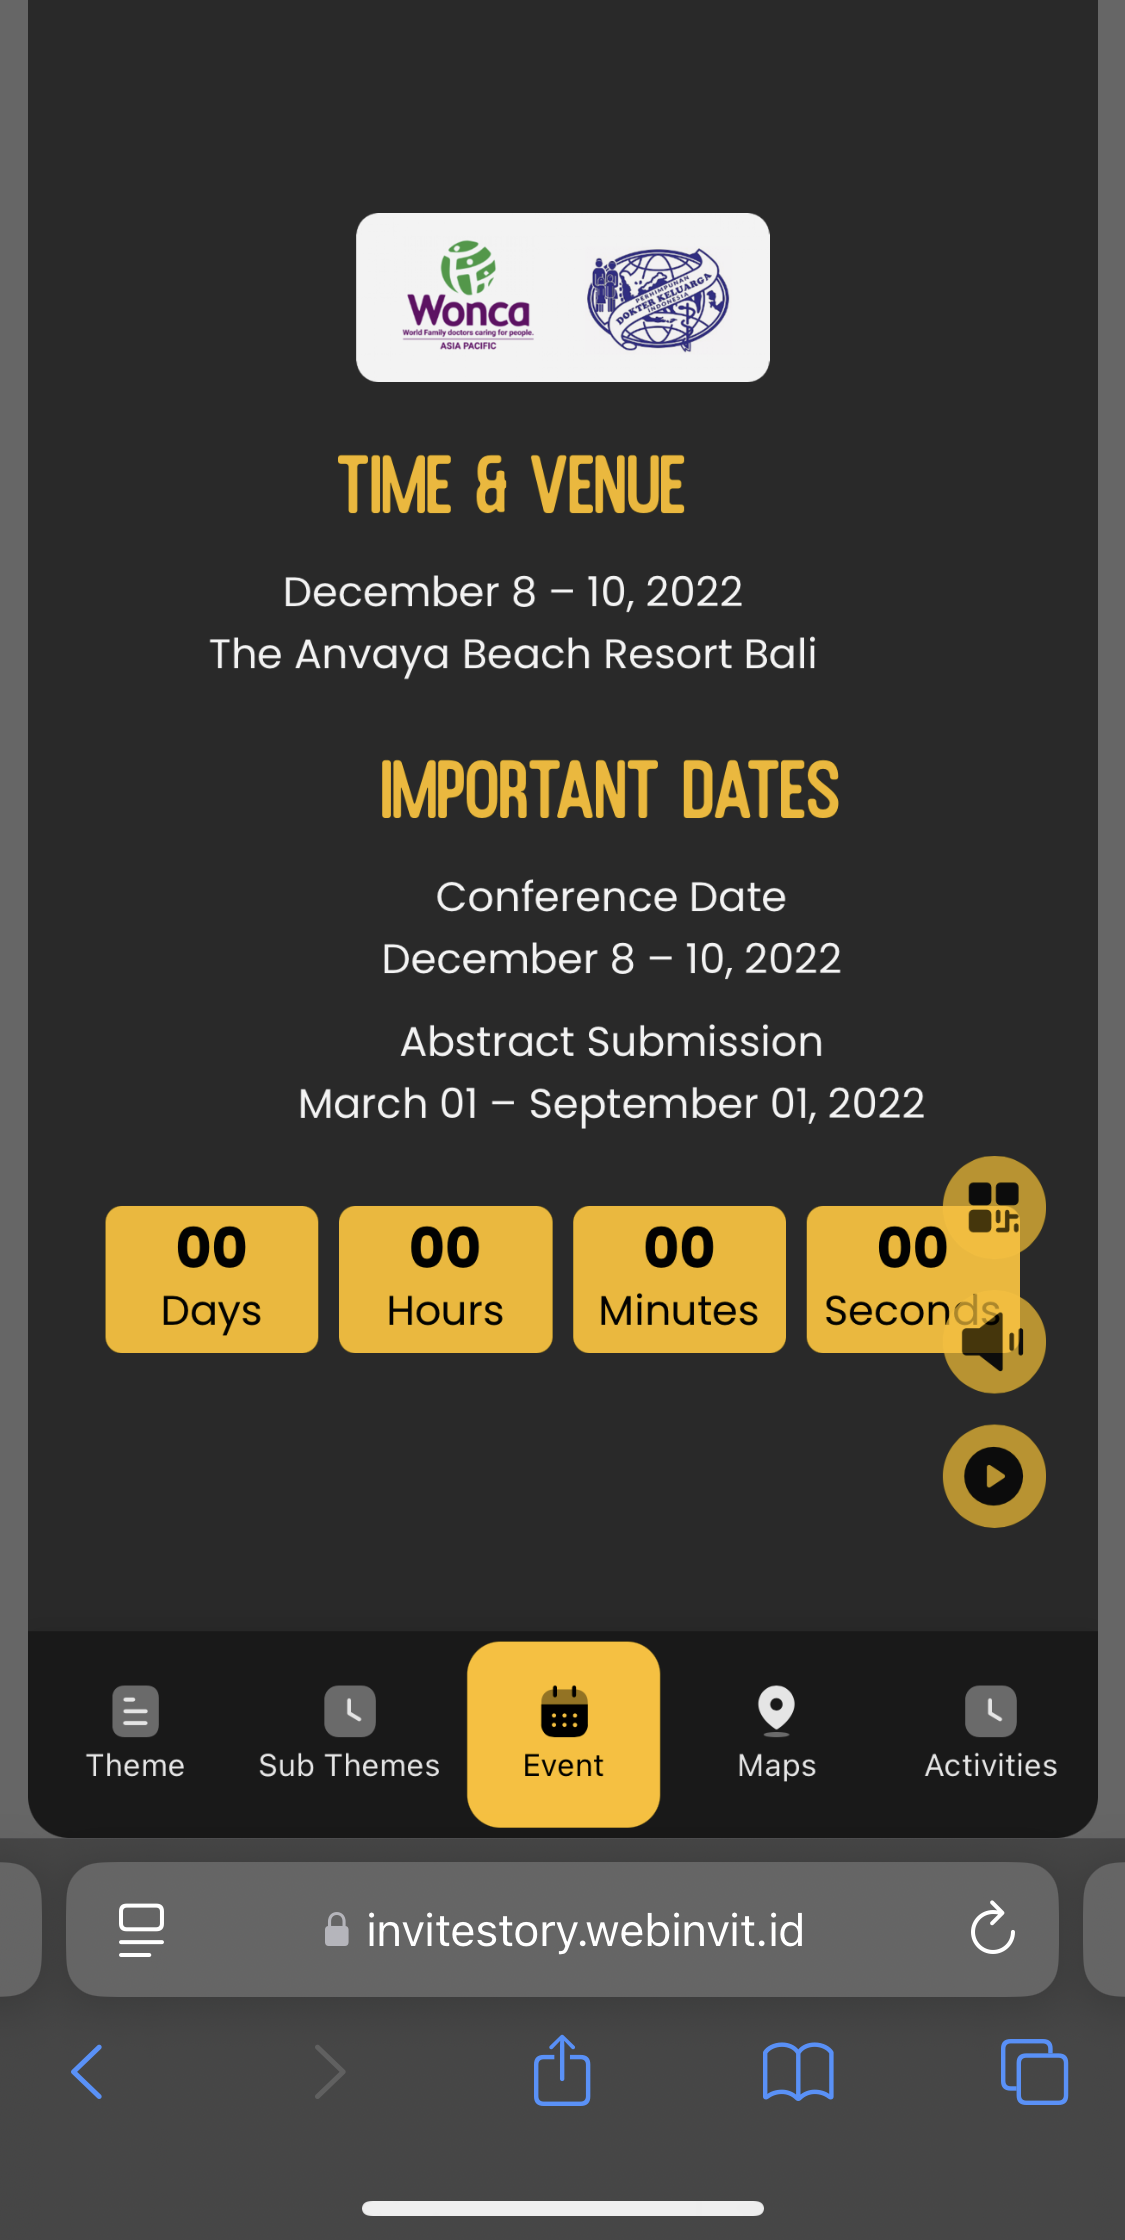 Wonca
World Family doctors caring for people.
ASIA PACIFIC
PERHIMPUNAN
DOKTER KELUARGA
INDONESIA
TIME & VENUE
December 8 – 10, 2022
The Anvaya Beach Resort Bali
IMPORTANT DATES
Conference Date
December 8 – 10, 2022
Abstract Submission
March 01 – September 01, 2022
00 00 00 00
Days Hours Minutes Seconds
Theme Sub Themes Event Maps Activities
invitestory.webinvit.id